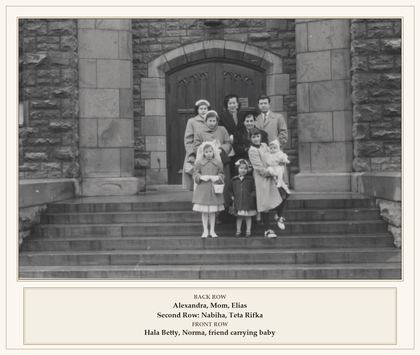 BACK ROW
Alexandra, Mom, Elias
Second Row: Nabiha, Teta Rifka
FRONT ROW
Hala Betty, Norma, friend carrying baby